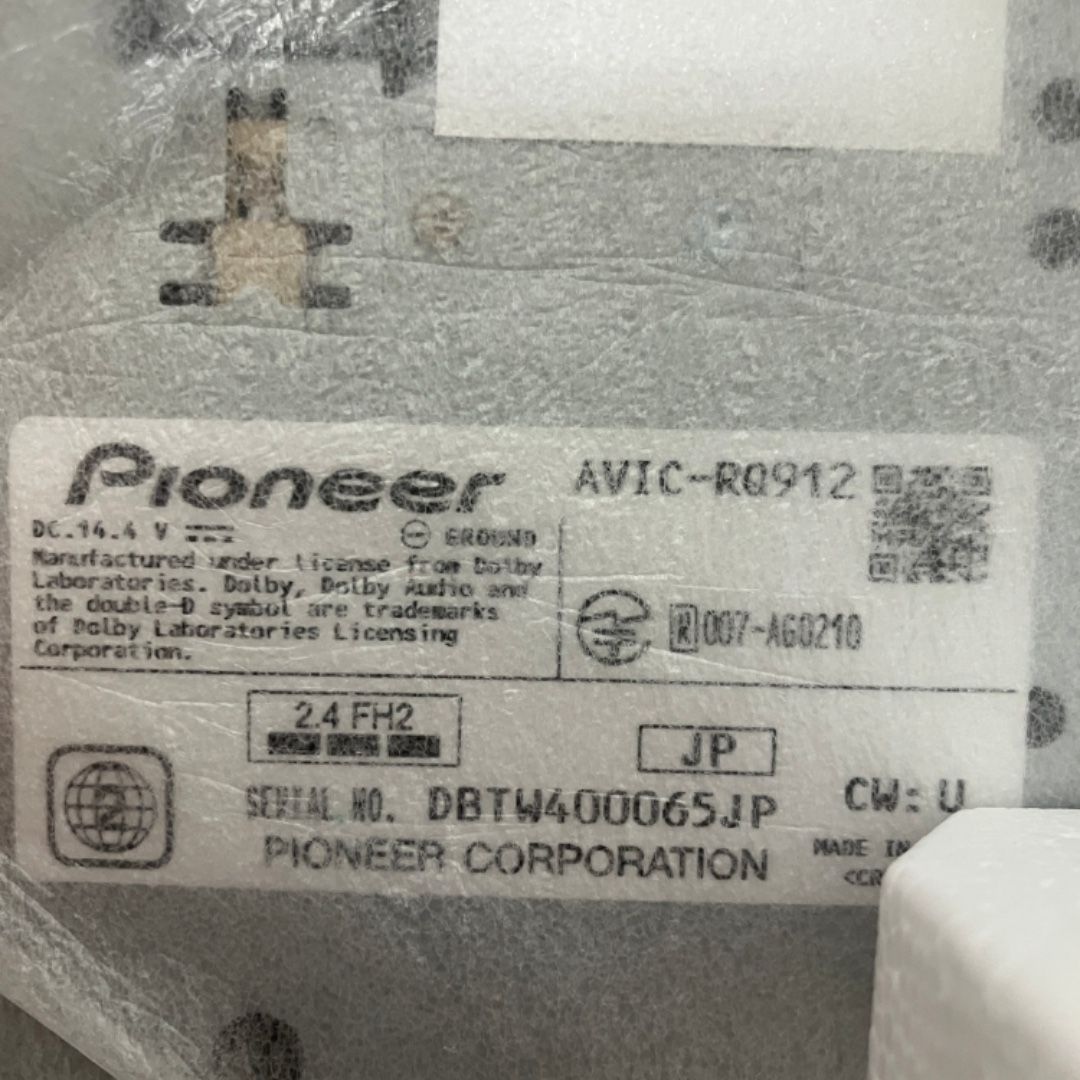 Pioneer
AVIC-RQ912
DC.14.4 V
GROUND
Manufactured under license from Dolby
Laboratories. Dolby, Dolby Audio and
the double-D symbol are trademarks
of Dolby Laboratories Licensing
Corporation.
R 007-AG0210
2.4 FH2
JP
2
SERIAL NO. DBTW400065JP
CW: U
PIONEER CORPORATION
MADE IN
<CR